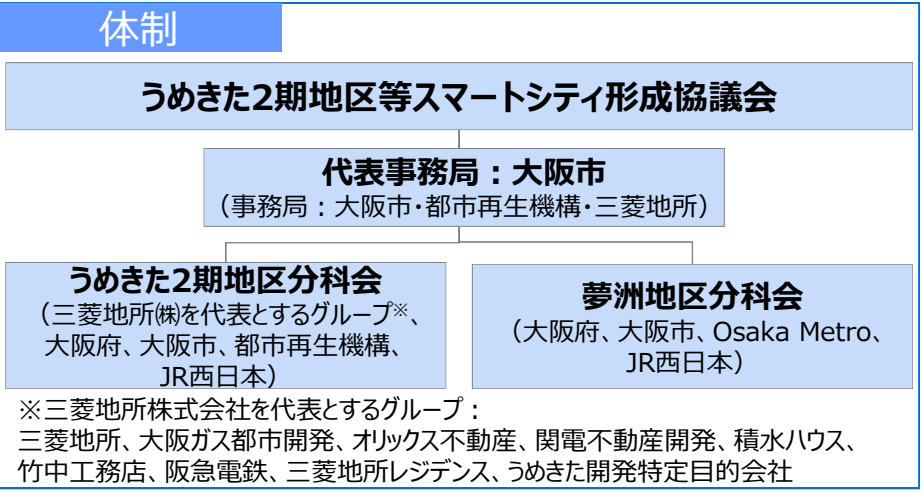 体制
うめきた2期地区等スマートシティ形成協議会
代表事務局：大阪市
（事務局：大阪市・都市再生機構・三菱地所）
うめきた2期地区分科会
（三菱地所㈱を代表とするグループ※、
大阪府、大阪市、都市再生機構、
JR西日本）
夢洲地区分科会
（大阪府、大阪市、Osaka Metro、
JR西日本）
※三菱地所株式会社を代表とするグループ：
三菱地所、大阪ガス都市開発、オリックス不動産、関電不動産開発、積水ハウス、
竹中工務店、阪急電鉄、三菱地所レジデンス、うめきた開発特定目的会社